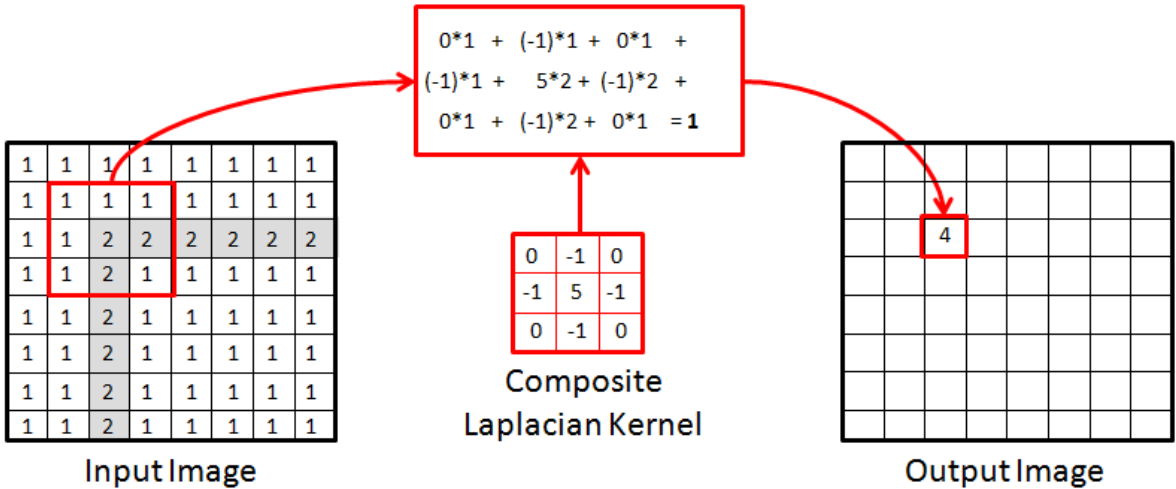 0*1 + (-1)*1 + 0*1 +
(-1)*1 + 5*2 + (-1)*2 +
0*1 + (-1)*2 + 0*1 = 1
1 1 1 1 1 1 1 1
1 1 1 1 1 1 1 1
1 1 2 2 2 2 2 2
1 1 2 1 1 1 1 1
1 1 2 1 1 1 1 1
1 1 2 1 1 1 1 1
1 1 2 1 1 1 1 1
1 1 2 1 1 1 1 1
Input Image
0 -1 0
-1 5 -1
0 -1 0
Composite
Laplacian Kernel
4
Output Image